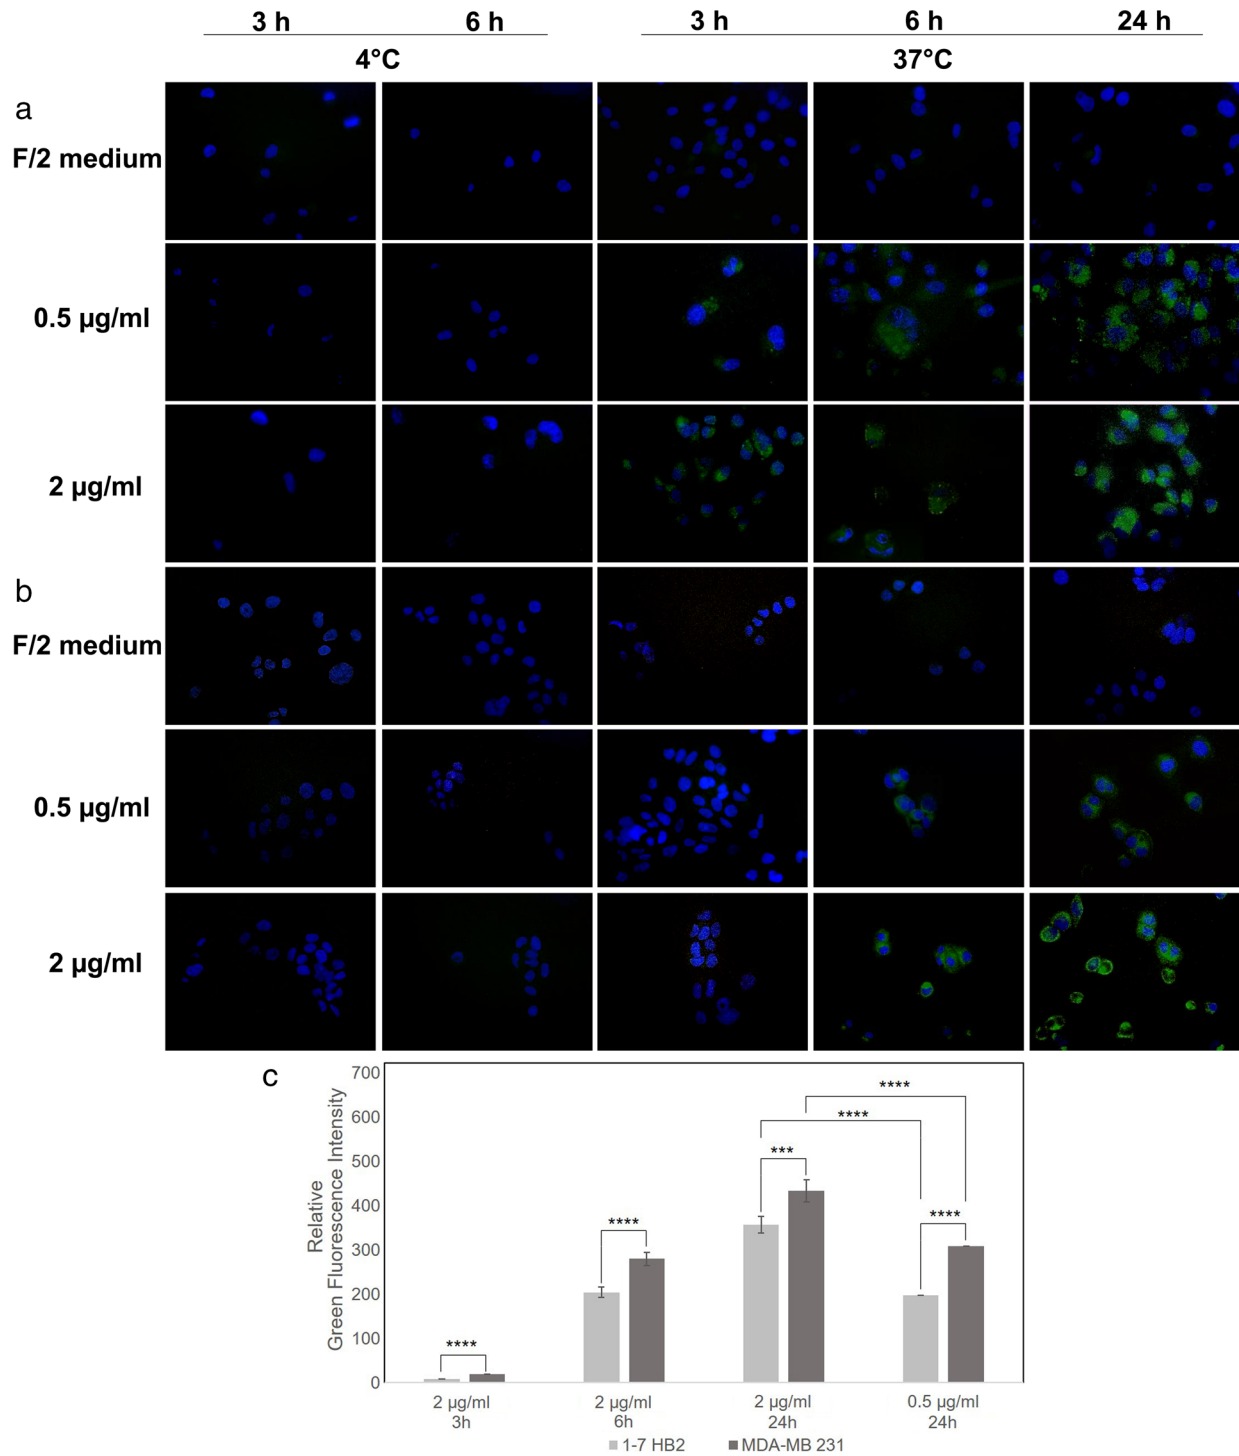 3 h 6 h 3 h 6 h 24 h
4°C 37°C
a
F/2 medium
0.5 µg/ml
2 µg/ml
b
F/2 medium
0.5 µg/ml
2 µg/ml
c
Relative
Green Fluorescence Intensity
700
600
500
400
300
200
100
0
****
****
***
****
****
****
2 µg/ml 2 µg/ml 2 µg/ml 0.5 µg/ml
3h 6h 24h 24h
1-7 HB2 MDA-MB 231